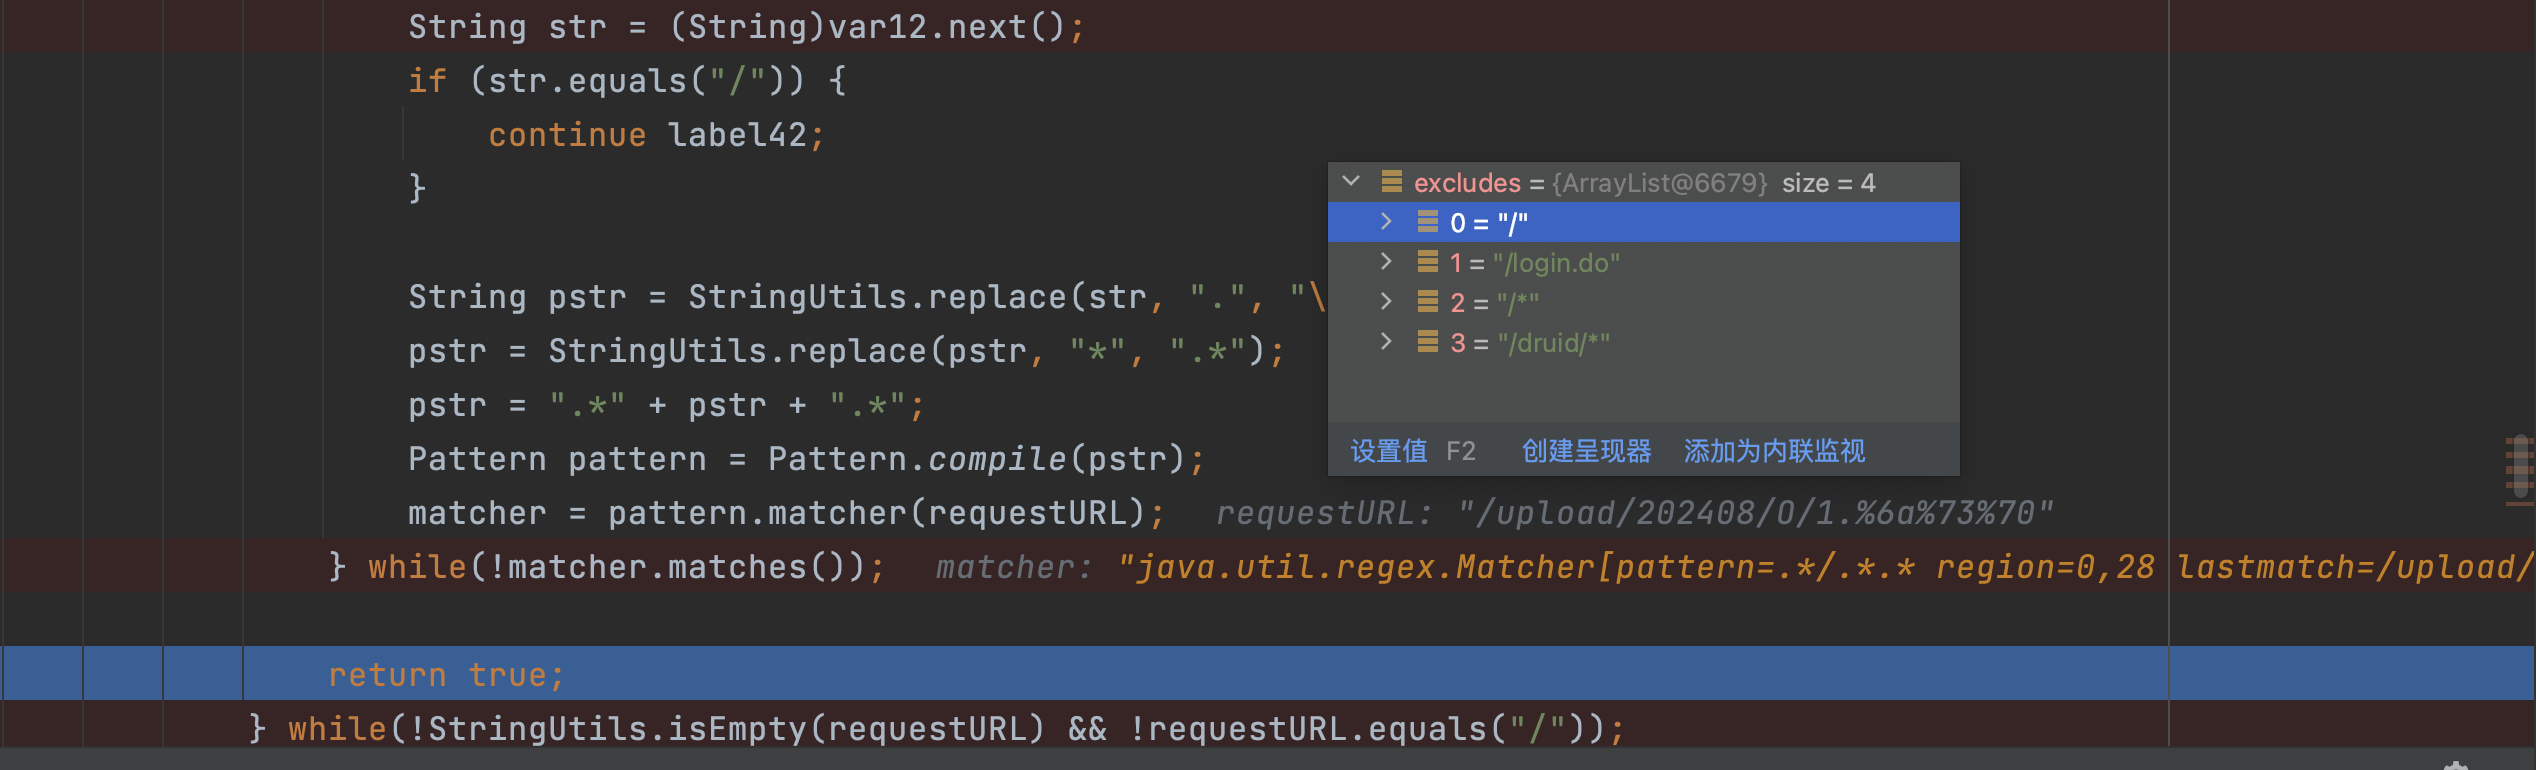 String str = (String)var12.next();
if (str.equals("/")) {
continue label42;
}
excludes = {ArrayList@6679} size = 4
0 = "/"
1 = "/login.do"
2 = "/*"
3 = "/druid/*"
设置值 F2 创建呈现器 添加为内联监视
String pstr = StringUtils.replace(str, ".", "\
pstr = StringUtils.replace(pstr, "*", ".*");
pstr = ".*" + pstr + ".*";
Pattern pattern = Pattern.compile(pstr);
matcher = pattern.matcher(requestURL); requestURL: "/upload/202408/O/1.%6a%73%70"
} while(!matcher.matches()); matcher: "java.util.regex.Matcher[pattern=.*/.*.* region=0,28 lastmatch=/upload/
return true;
} while(!StringUtils.isEmpty(requestURL) && !requestURL.equals("/"));